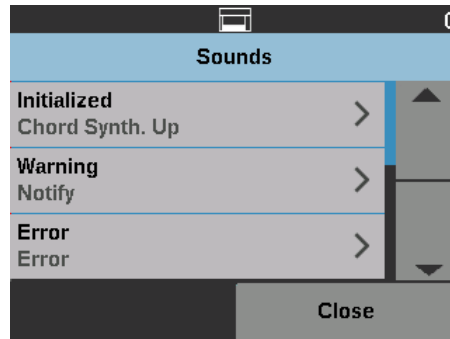 Sounds
Initialized
Chord Synth. Up
Warning
Notify
Error
Error
Close